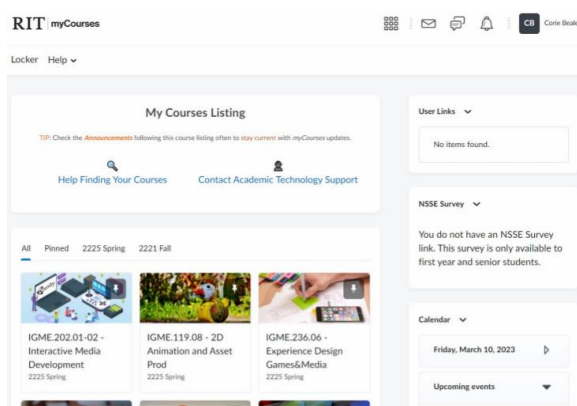 RIT myCourses
CB Corie Beale
Locker Help
My Courses Listing
TIP: Check the Announcements following this course listing often to stay current with myCourses updates.
Help Finding Your Courses Contact Academic Technology Support
All Pinned 2225 Spring 2221 Fall
IGME.202.01-02 -
Interactive Media
Development
2225 Spring
IGME.119.08 - 2D
Animation and Asset
Prod
2225 Spring
IGME.236.06 -
Experience Design
Games&Media
2225 Spring
User Links
No items found.
NSSE Survey
You do not have an NSSE Survey
link. This survey is only available to
first year and senior students.
Calendar
Friday, March 10, 2023
Upcoming events